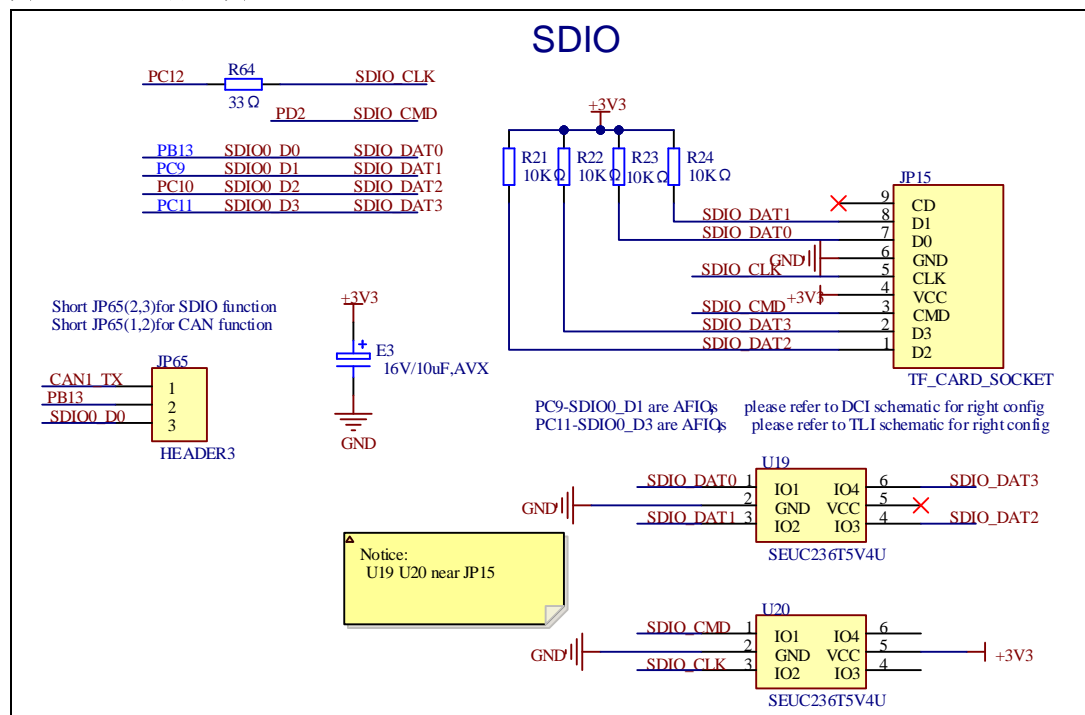 SDIO
PC12 R64 SDIO_CLK
33Ω
PD2 SDIO_CMD
PB13 SDIO0_D0 SDIO_DAT0
PC9 SDIO0_D1 SDIO_DAT1
PC10 SDIO0_D2 SDIO_DAT2
PC11 SDIO0_D3 SDIO_DAT3
+3V3
R21 R22 R23 R24
10KΩ 10KΩ 10KΩ 10KΩ
JP15
9 CD
SDIO_DAT1 8 D1
SDIO_DAT0 7 D0
GND 6 GND
SDIO_CLK 5 CLK
+3V3 4 VCC
SDIO_CMD 3 CMD
SDIO_DAT3 2 D3
SDIO_DAT2 1 D2
TF_CARD_SOCKET
Short JP65(2,3)for SDIO function
Short JP65(1,2)for CAN function
JP65
CAN1_TX 1
PB13 2
SDIO0_D0 3
HEADER3
+3V3
E3
16V/10uF,AVX
GND
PC9-SDIO0_D1 are AFIOs, please refer to DCI schematic for right config
PC11-SDIO0_D3 are AFIOs, please refer to TLI schematic for right config
U19
SDIO_DAT0 1 IO1 IO4 6 SDIO_DAT3
GND 2 GND VCC 5
SDIO_DAT1 3 IO2 IO3 4 SDIO_DAT2
SEUC236T5V4U
Notice:
U19 U20 near JP15
U20
SDIO_CMD 1 IO1 IO4 6
GND 2 GND VCC 5 +3V3
SDIO_CLK 3 IO2 IO3 4
SEUC236T5V4U